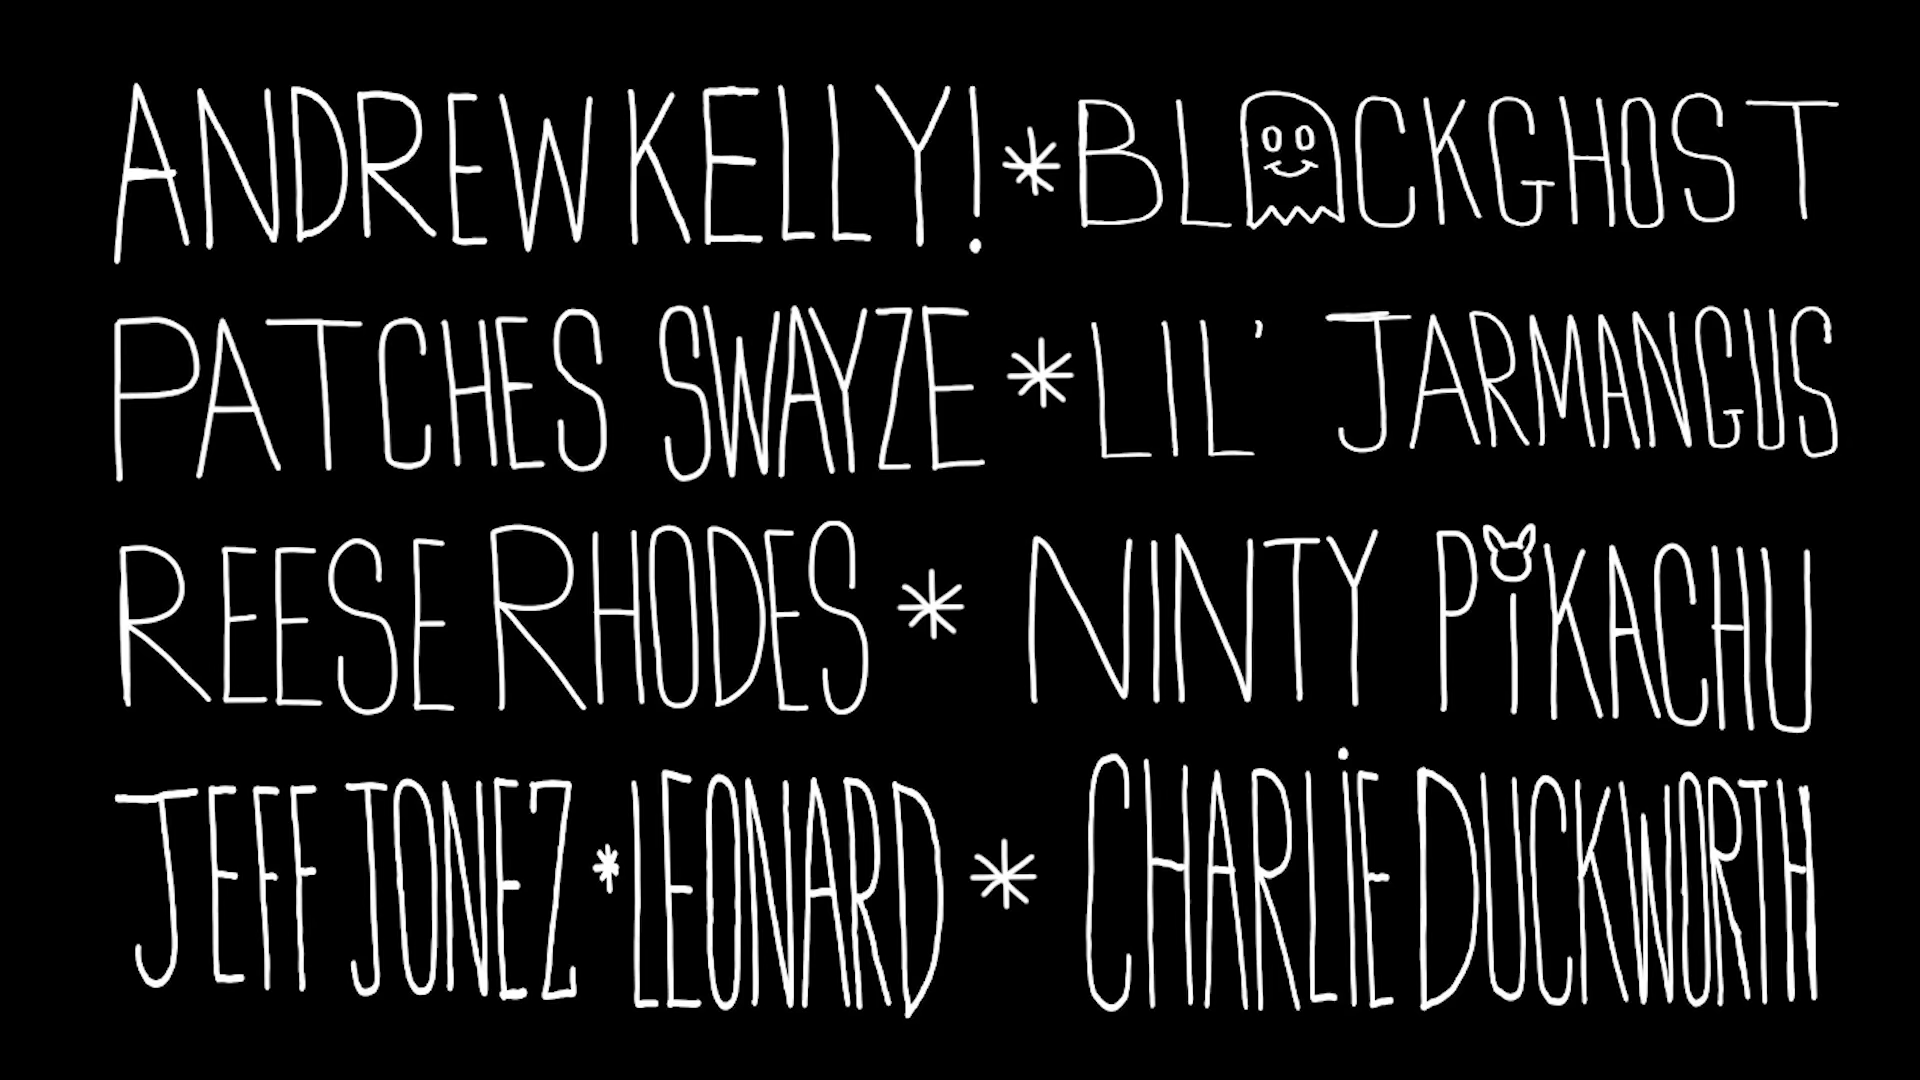 ANDREW KELLY! * BLACKGHOST
PATCHES SWAYZE * LIL' JARMANGUS
REESE RHODES * NINTY PiKACHU
JEFF JONEZ * LEONARD * CHARLiE DUCKWORTH